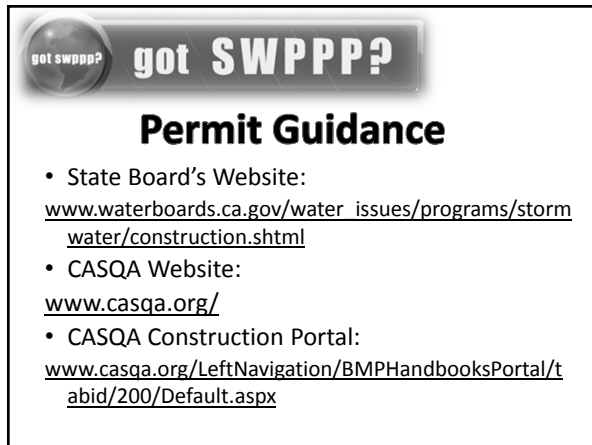 got swppp?
got SWPPP?
Permit Guidance
• State Board's Website:
www.waterboards.ca.gov/water_issues/programs/storm
water/construction.shtml
• CASQA Website:
www.casqa.org/
• CASQA Construction Portal:
www.casqa.org/LeftNavigation/BMPHandbooksPortal/t
abid/200/Default.aspx